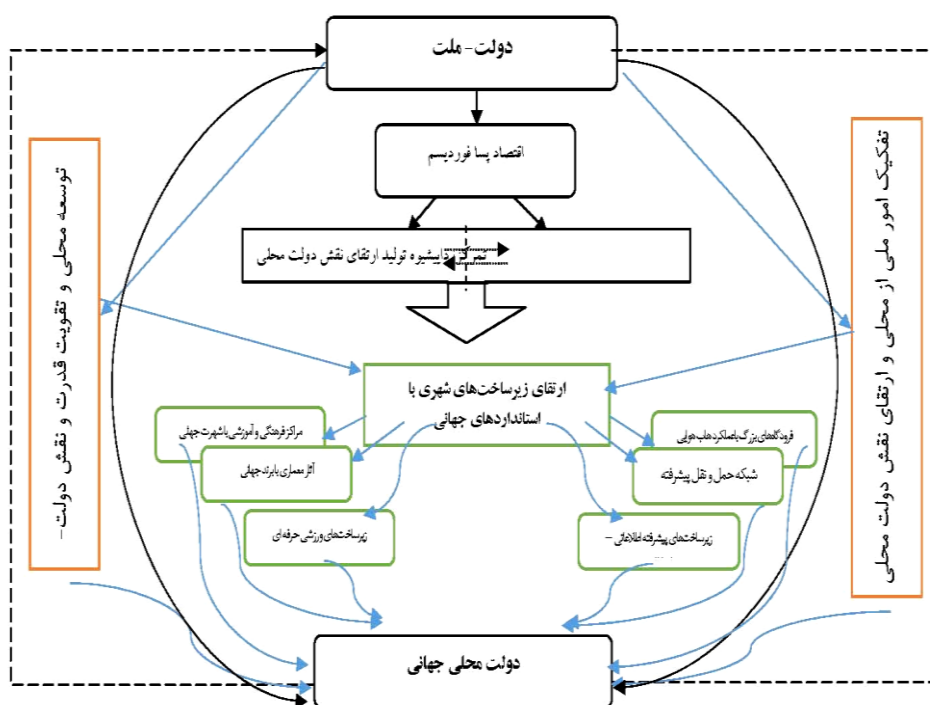 دولت- ملت
اقتصاد پسا فوردیسم
شیوه تولید ارتقای نقش دولت محلی
ارتقای زیرساخت‌های شهری با
استانداردهای جهانی
تفکیک امور ملی از محلی و ارتقای نقش دولت محلی
توسعه محلی و تقویت قدرت و نقش دولت-
فرودگاه‌های بزرگ با عملکرد هاب هوایی
شبکه حمل و نقل پیشرفته
زیرساخت‌های پیشرفته اطلاعاتی –
مراکز فرهنگی و آموزشی با شهرت جهانی
آثار معماری با برند جهانی
زیرساخت‌های ورزشی حرفه ای
دولت محلی جهانی